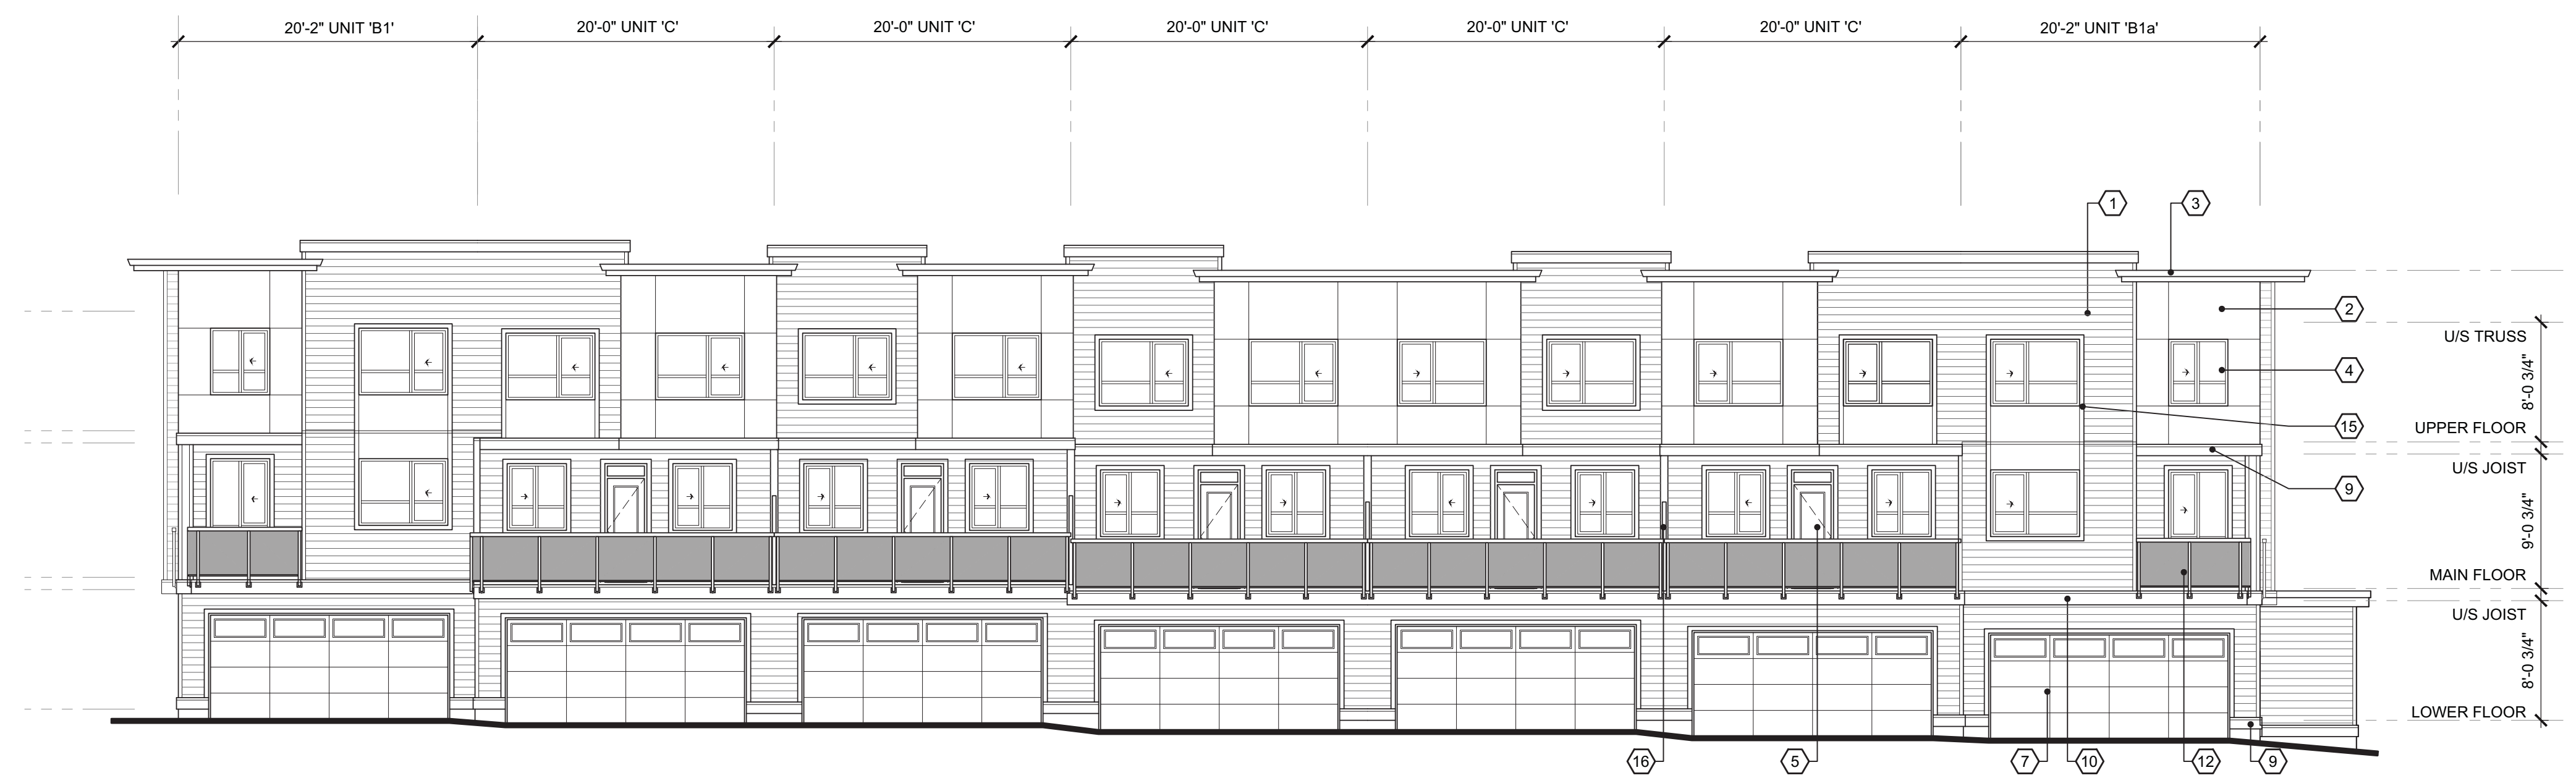 20'-2" UNIT 'B1'
20'-0" UNIT 'C'
20'-0" UNIT 'C'
20'-0" UNIT 'C'
20'-0" UNIT 'C'
20'-0" UNIT 'C'
20'-2" UNIT 'B1a'
1
3
2
U/S TRUSS
4
8'-0 3/4"
15
UPPER FLOOR
U/S JOIST
9
9'-0 3/4"
MAIN FLOOR
U/S JOIST
8'-0 3/4"
LOWER FLOOR
16
5
7
10
12
9